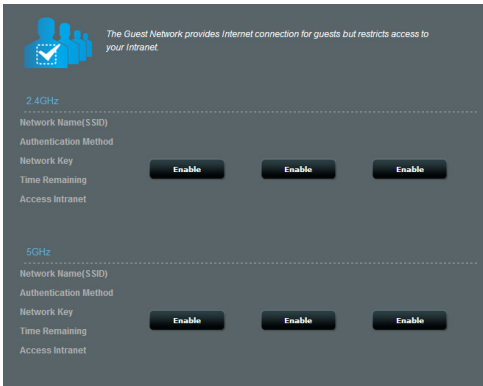 The Guest Network provides Internet connection for guests but restricts access to
your Intranet.
2.4GHz
Network Name(SSID)
Authentication Method
Network Key
Enable Enable Enable
Time Remaining
Access Intranet
5GHz
Network Name(SSID)
Authentication Method
Network Key
Enable Enable Enable
Time Remaining
Access Intranet